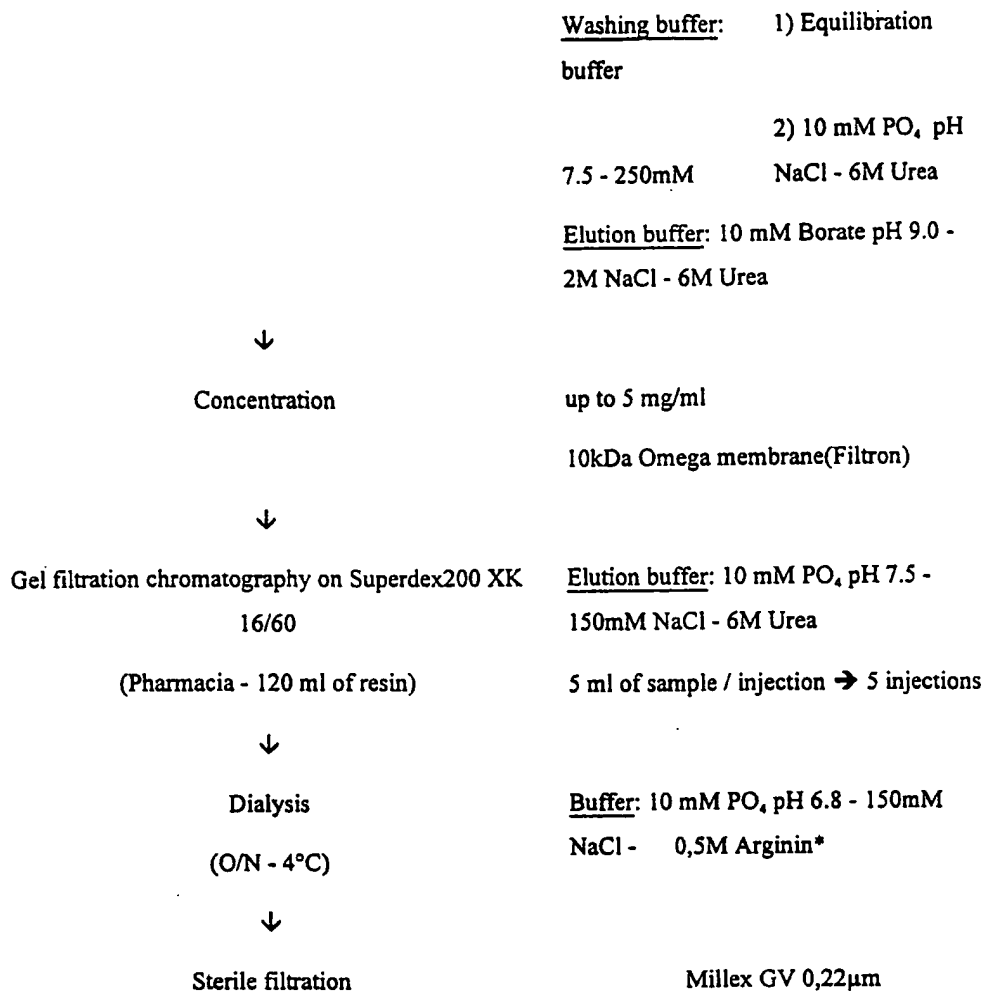 Washing buffer: 1) Equilibration
buffer
2) 10 mM PO₄ pH
7.5 - 250mM NaCl - 6M Urea
Elution buffer: 10 mM Borate pH 9.0 -
2M NaCl - 6M Urea
↓
Concentration up to 5 mg/ml
10kDa Omega membrane(Filtron)
↓
Gel filtration chromatography on Superdex200 XK Elution buffer: 10 mM PO₄ pH 7.5 -
16/60 150mM NaCl - 6M Urea
(Pharmacia - 120 ml of resin) 5 ml of sample / injection ➔ 5 injections
↓
Dialysis Buffer: 10 mM PO₄ pH 6.8 - 150mM
(O/N - 4°C) NaCl - 0,5M Arginin*
↓
Sterile filtration Millex GV 0,22µm